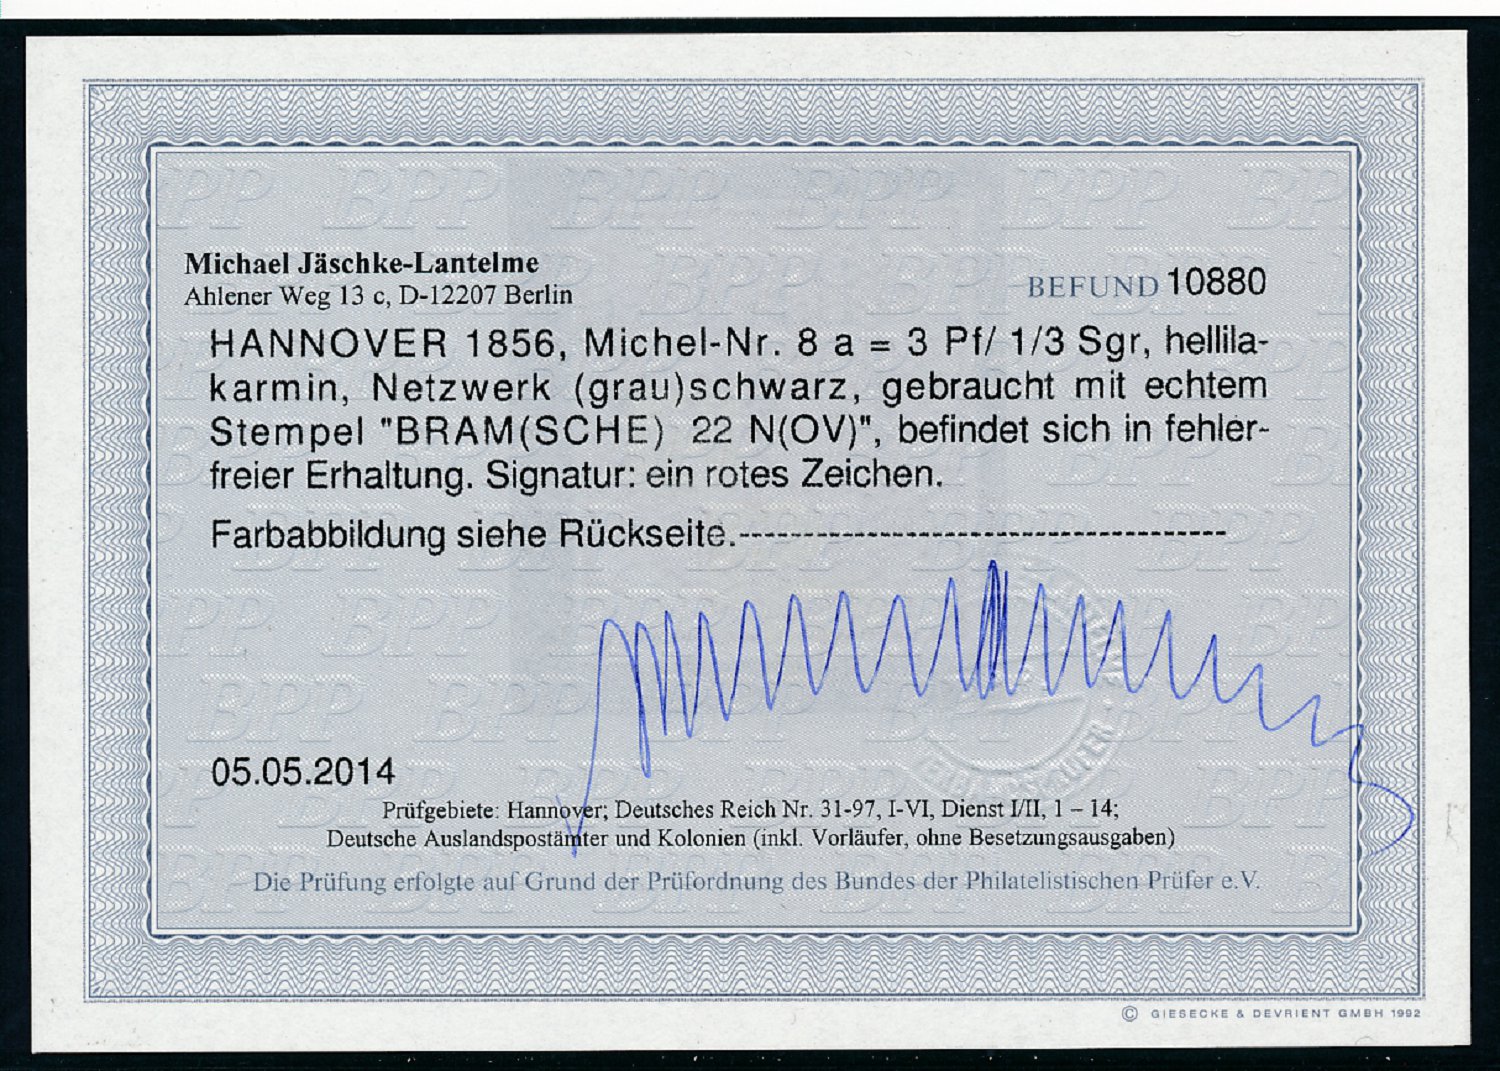 Michael Jäschke-Lantelme
Ahlener Weg 13 c, D-12207 Berlin
BEFUND 10880
HANNOVER 1856, Michel-Nr. 8 a = 3 Pf/ 1/3 Sgr, hellila-
karmin, Netzwerk (grau)schwarz, gebraucht mit echtem
Stempel "BRAM(SCHE) 22 N(OV)", befindet sich in fehler-
freier Erhaltung. Signatur: ein rotes Zeichen.
Farbabbildung siehe Rückseite.--------------------------------------
05.05.2014
Prüfgebiete: Hannover; Deutsches Reich Nr. 31-97, I-VI, Dienst I/II, 1 – 14;
Deutsche Auslandspostämter und Kolonien (inkl. Vorläufer, ohne Besetzungsausgaben)
Die Prüfung erfolgte auf Grund der Prüfordnung des Bundes der Philatelistischen Prüfer e.V.
© GIESECKE & DEVRIENT GMBH 1992